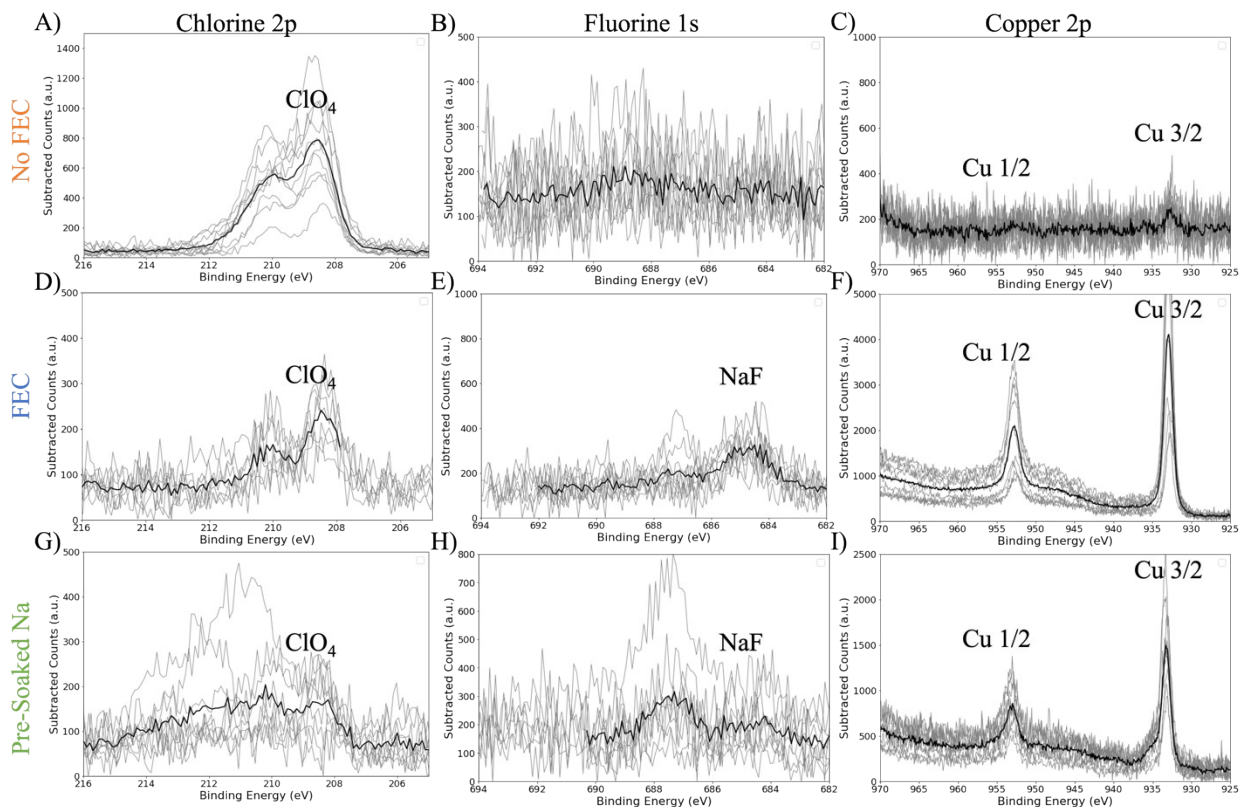 Chlorine 2p
Fluorine 1s
Copper 2p
No FEC
A)
Subtracted Counts (a.u.)
1400
1200
1000
800
600
400
200
0
ClO₄
216 214 212 210 208 206
Binding Energy (eV)
B)
Subtracted Counts (a.u.)
500
400
300
200
100
0
694 692 690 688 686 684 682
Binding Energy (eV)
C)
Subtracted Counts (a.u.)
1000
800
600
400
200
0
Cu 1/2
Cu 3/2
970 965 960 955 950 945 940 935 930 925
Binding Energy (eV)
FEC
D)
Subtracted Counts (a.u.)
500
400
300
200
100
0
ClO₄
216 214 212 210 208 206
Binding Energy (eV)
E)
Subtracted Counts (a.u.)
1000
800
600
400
200
0
NaF
694 692 690 688 686 684 682
Binding Energy (eV)
F)
Subtracted Counts (a.u.)
5000
4000
3000
2000
1000
0
Cu 1/2
Cu 3/2
970 965 960 955 950 945 940 935 930 925
Binding Energy (eV)
Pre-Soaked Na
G)
Subtracted Counts (a.u.)
500
400
300
200
100
0
ClO₄
216 214 212 210 208 206
Binding Energy (eV)
H)
Subtracted Counts (a.u.)
800
700
600
500
400
300
200
100
0
NaF
694 692 690 688 686 684 682
Binding Energy (eV)
I)
Subtracted Counts (a.u.)
2500
2000
1500
1000
500
0
Cu 1/2
Cu 3/2
970 965 960 955 950 945 940 935 930 925
Binding Energy (eV)